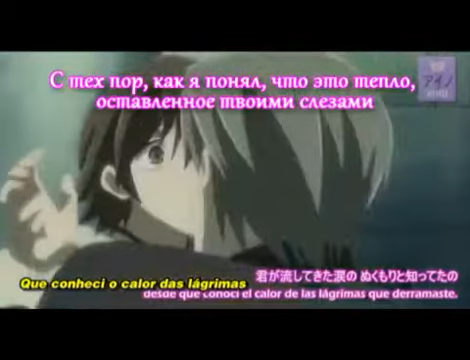 С тех пор, как я понял, что это тепло,
оставленное твоими слезами
君が流してきた涙の ぬくもりと知ってたの
Que conheci o calor das lágrimas
desde que conocí el calor de las lágrimas que derramaste.